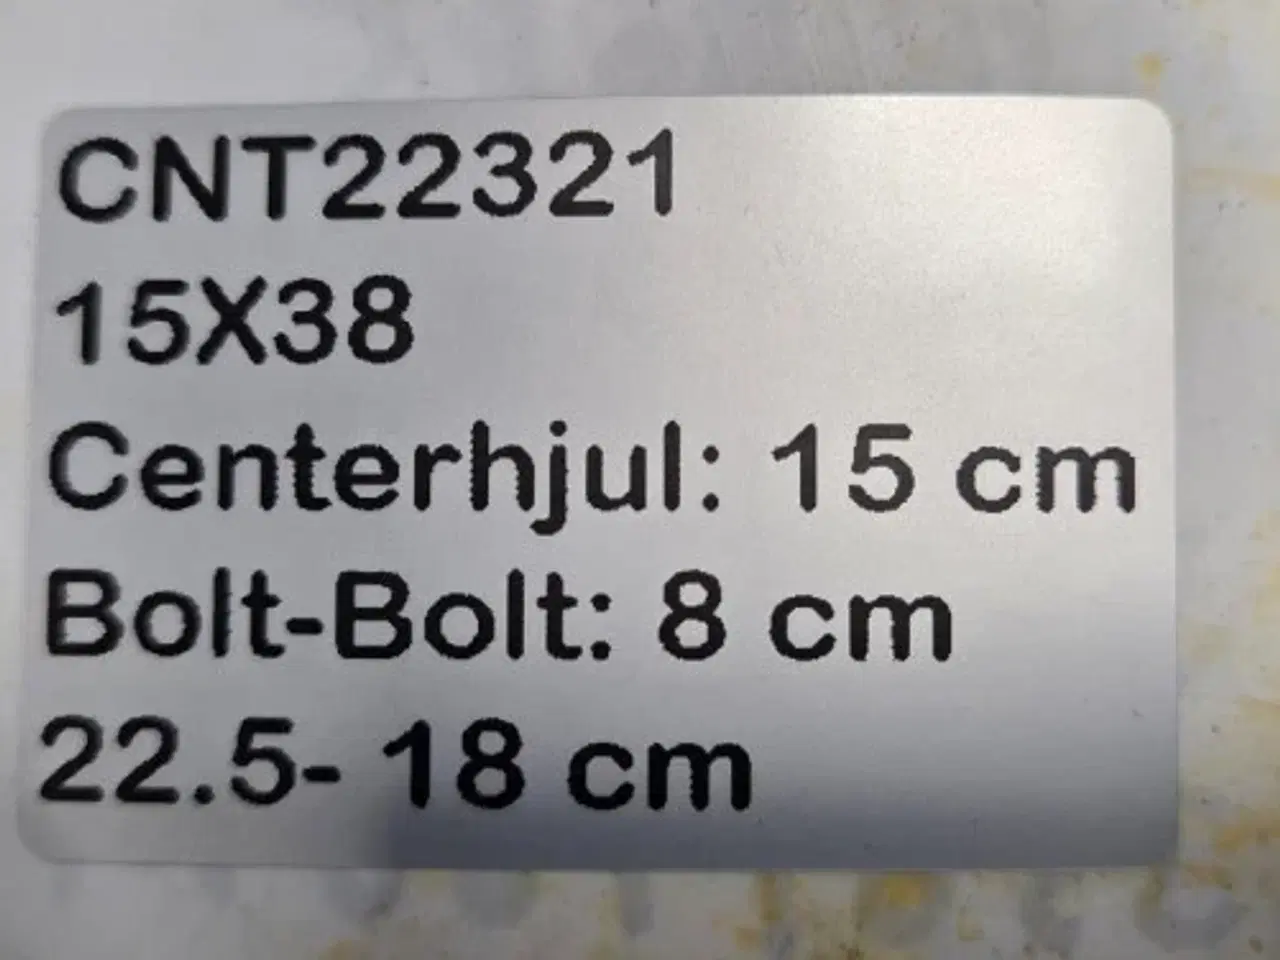 CNT22321
15X38
Centerhjul: 15 cm
Bolt-Bolt: 8 cm
22.5- 18 cm